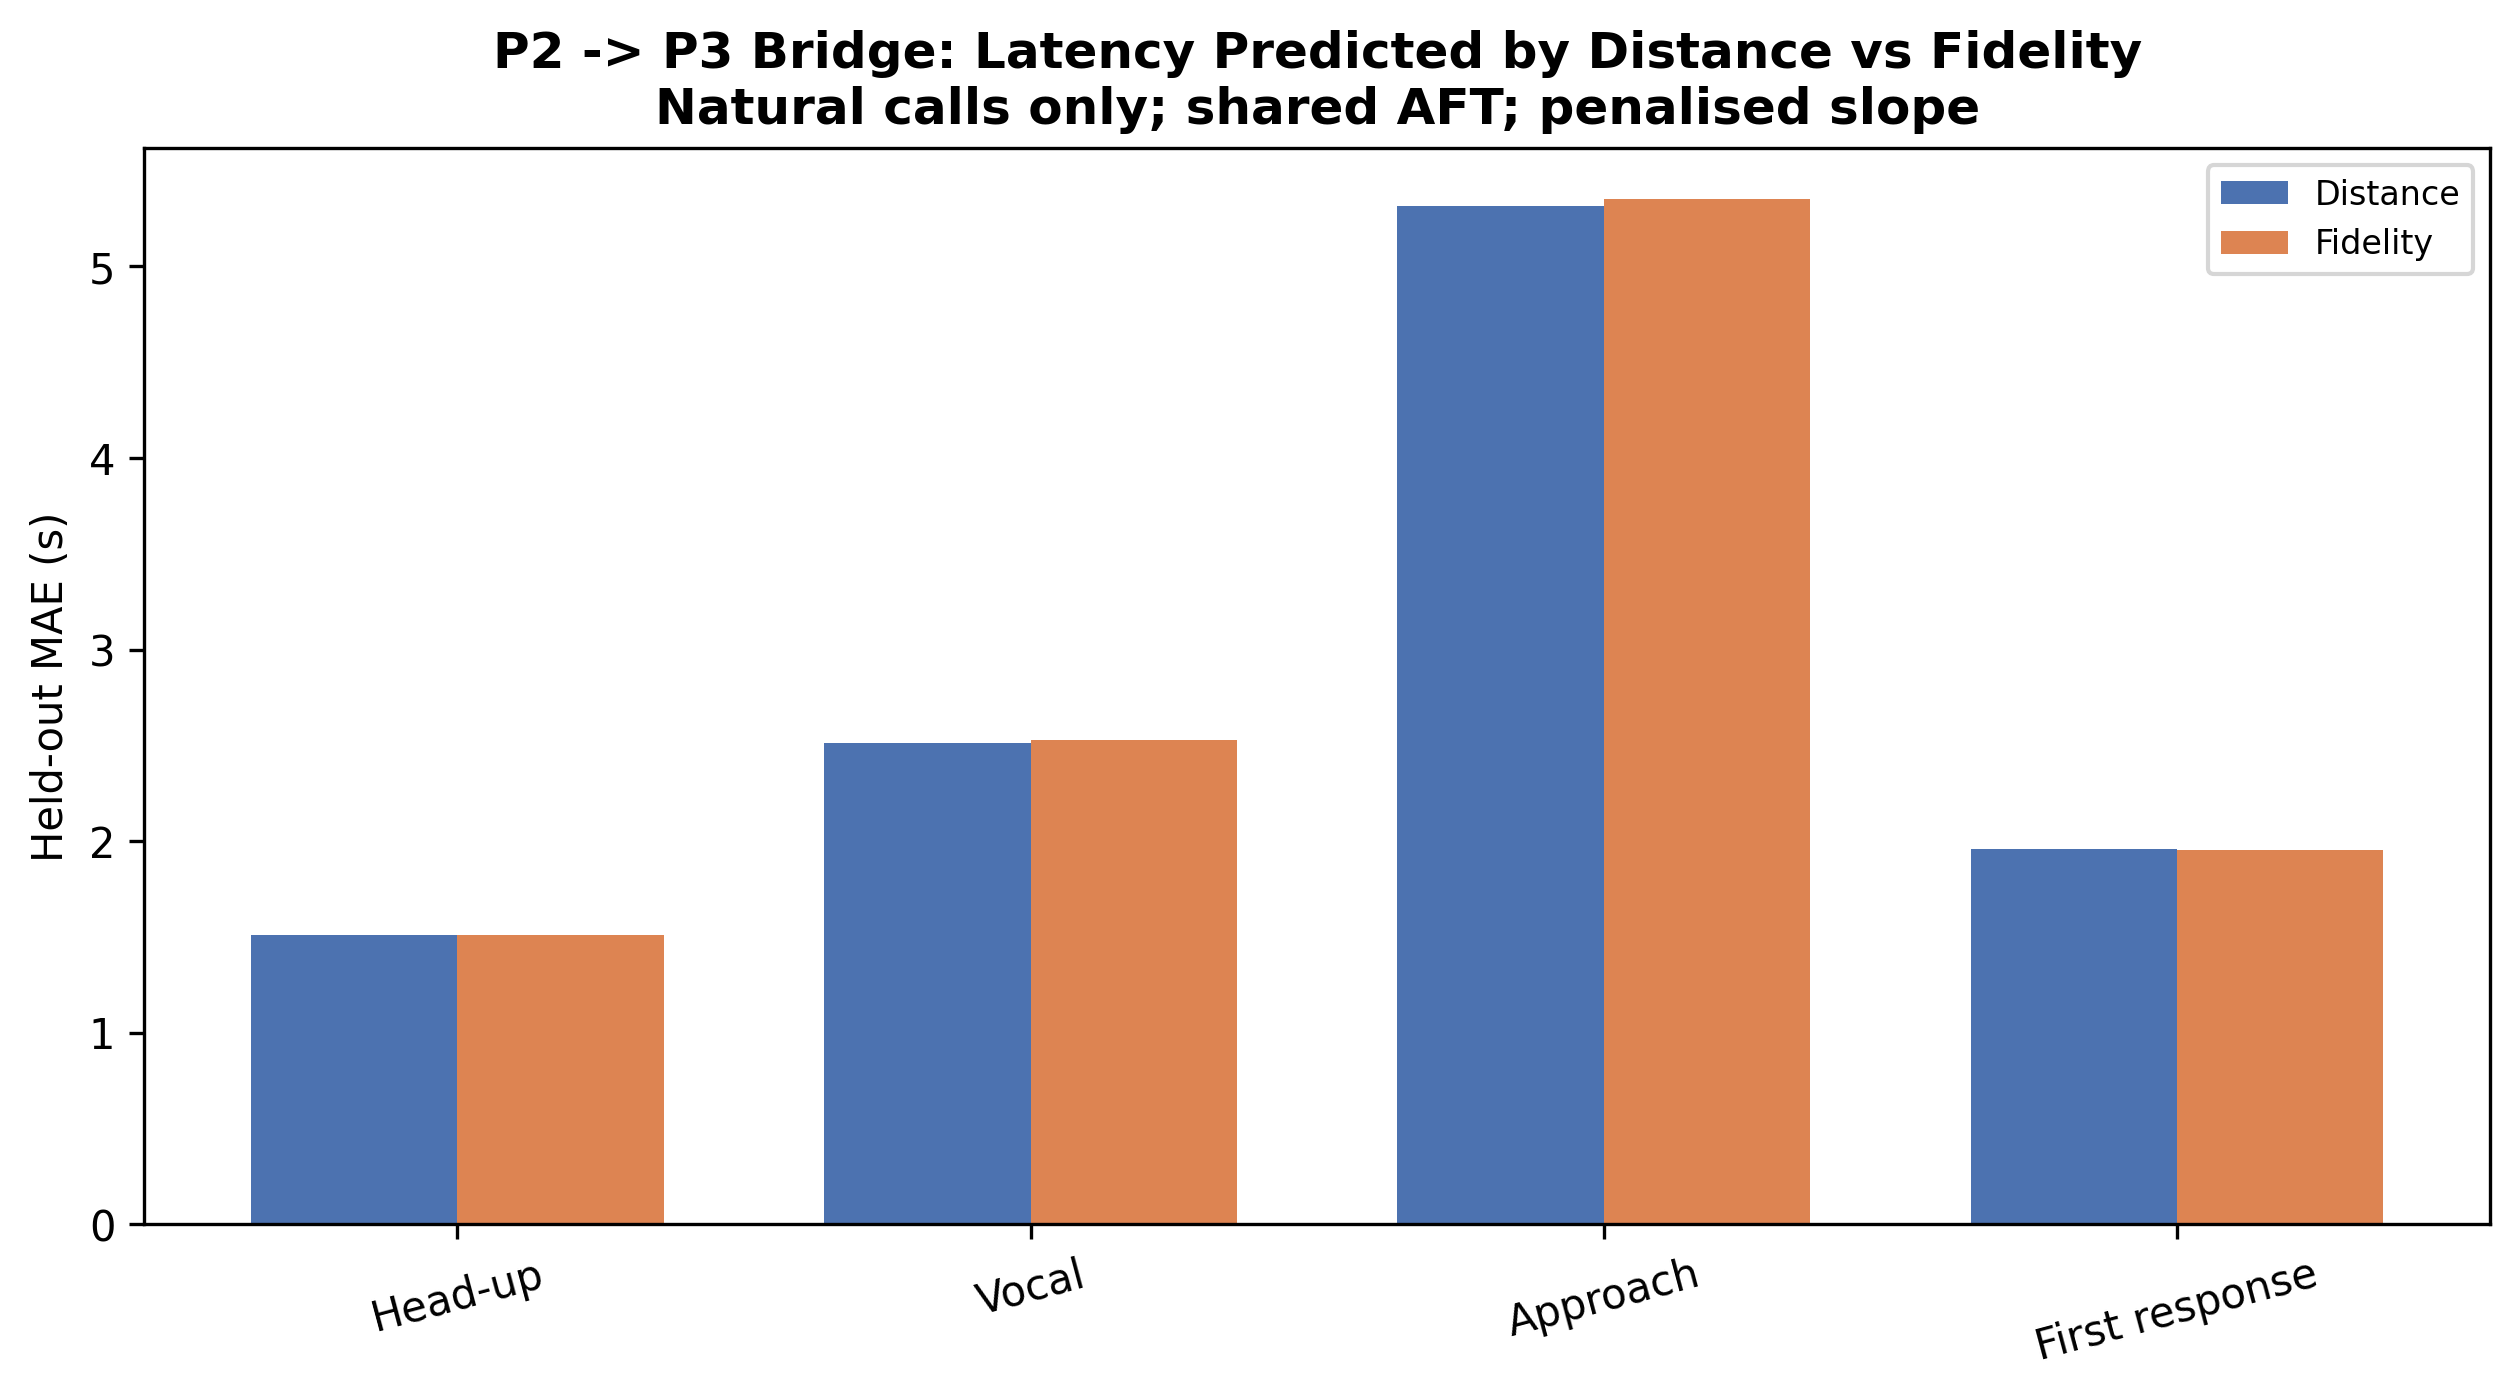 P2 -> P3 Bridge: Latency Predicted by Distance vs Fidelity
Natural calls only; shared AFT; penalised slope
Distance
Fidelity
Held-out MAE (s)
5
4
3
2
1
0
Head-up
Vocal
Approach
First response